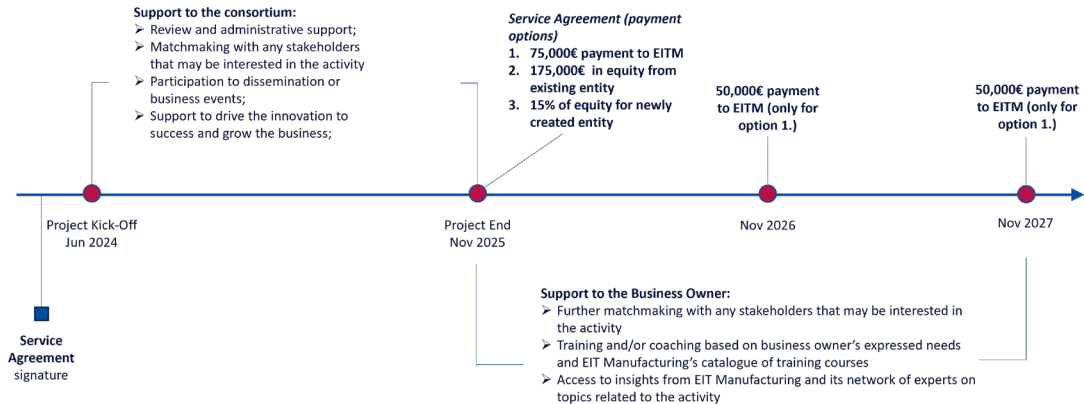 Support to the consortium:
➢ Review and administrative support;
➢ Matchmaking with any stakeholders
that may be interested in the activity
➢ Participation to dissemination or
business events;
➢ Support to drive the innovation to
success and grow the business;
Service Agreement (payment
options)
1. 75,000€ payment to EITM
2. 175,000€ in equity from
existing entity
3. 15% of equity for newly
created entity
50,000€ payment
to EITM (only for
option 1.)
50,000€ payment
to EITM (only for
option 1.)
Project Kick-Off
Jun 2024
Project End
Nov 2025
Nov 2026
Nov 2027
Service
Agreement
signature
Support to the Business Owner:
➢ Further matchmaking with any stakeholders that may be interested in
the activity
➢ Training and/or coaching based on business owner’s expressed needs
and EIT Manufacturing’s catalogue of training courses
➢ Access to insights from EIT Manufacturing and its network of experts on
topics related to the activity